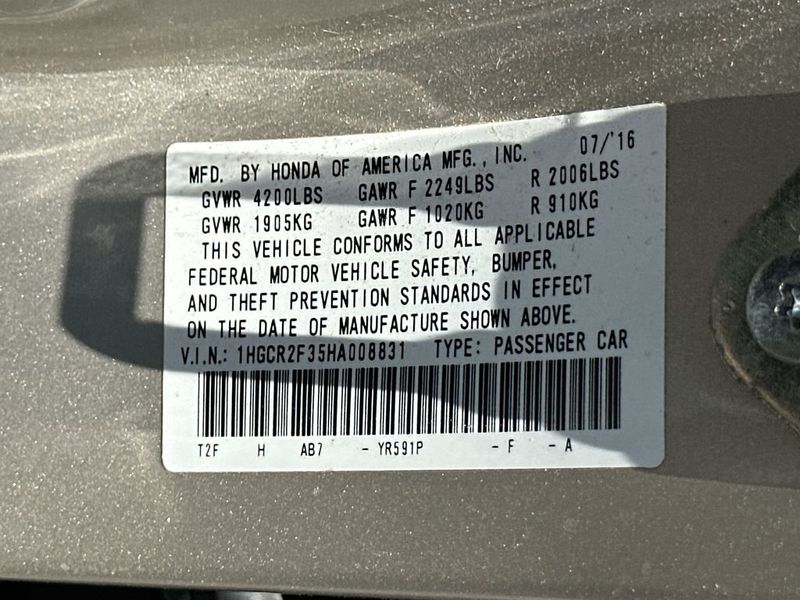 MFD. BY HONDA OF AMERICA MFG., INC. 07/'16
GVWR 4200LBS GAWR F 2249LBS R 2006LBS
GVWR 1905KG GAWR F 1020KG R 910KG
THIS VEHICLE CONFORMS TO ALL APPLICABLE
FEDERAL MOTOR VEHICLE SAFETY, BUMPER,
AND THEFT PREVENTION STANDARDS IN EFFECT
ON THE DATE OF MANUFACTURE SHOWN ABOVE.
V.I.N.: 1HGCR2F35HA008831 TYPE: PASSENGER CAR
T2F H AB7 - YR591P - F - A